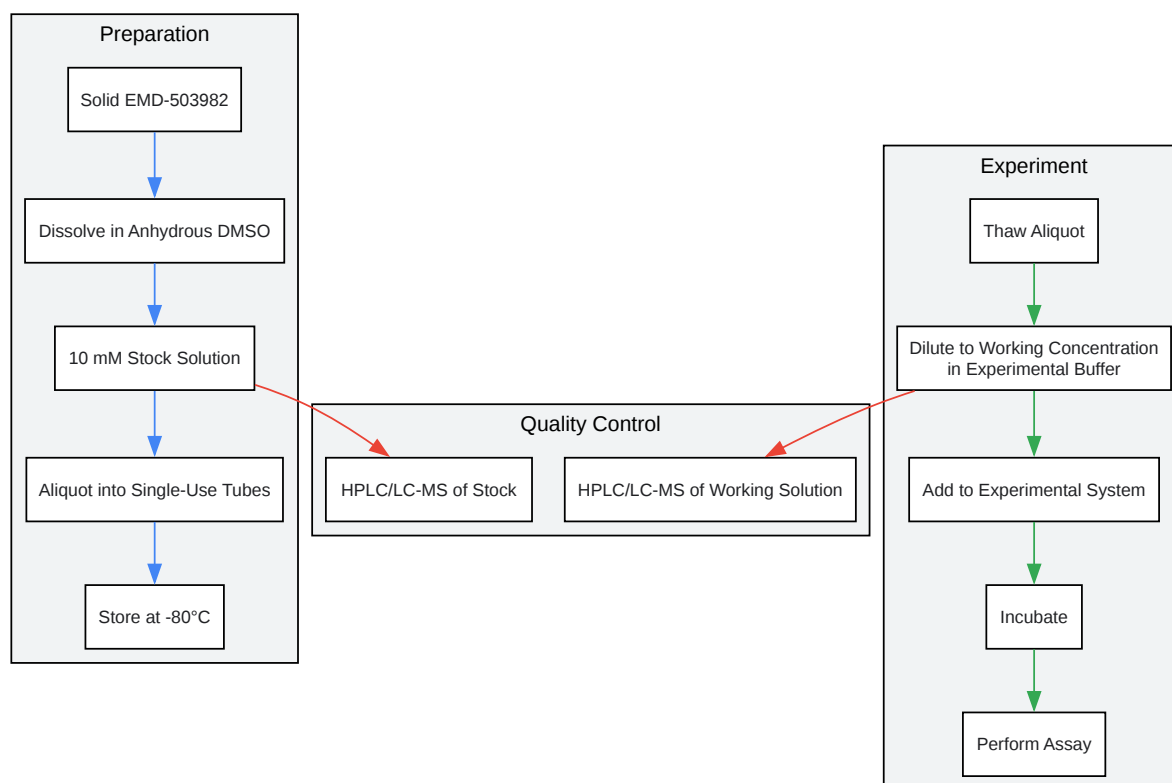 Preparation
Solid EMD-503982
Dissolve in Anhydrous DMSO
10 mM Stock Solution
Aliquot into Single-Use Tubes
Store at -80°C
Quality Control
HPLC/LC-MS of Stock
HPLC/LC-MS of Working Solution
Experiment
Thaw Aliquot
Dilute to Working Concentration
in Experimental Buffer
Add to Experimental System
Incubate
Perform Assay